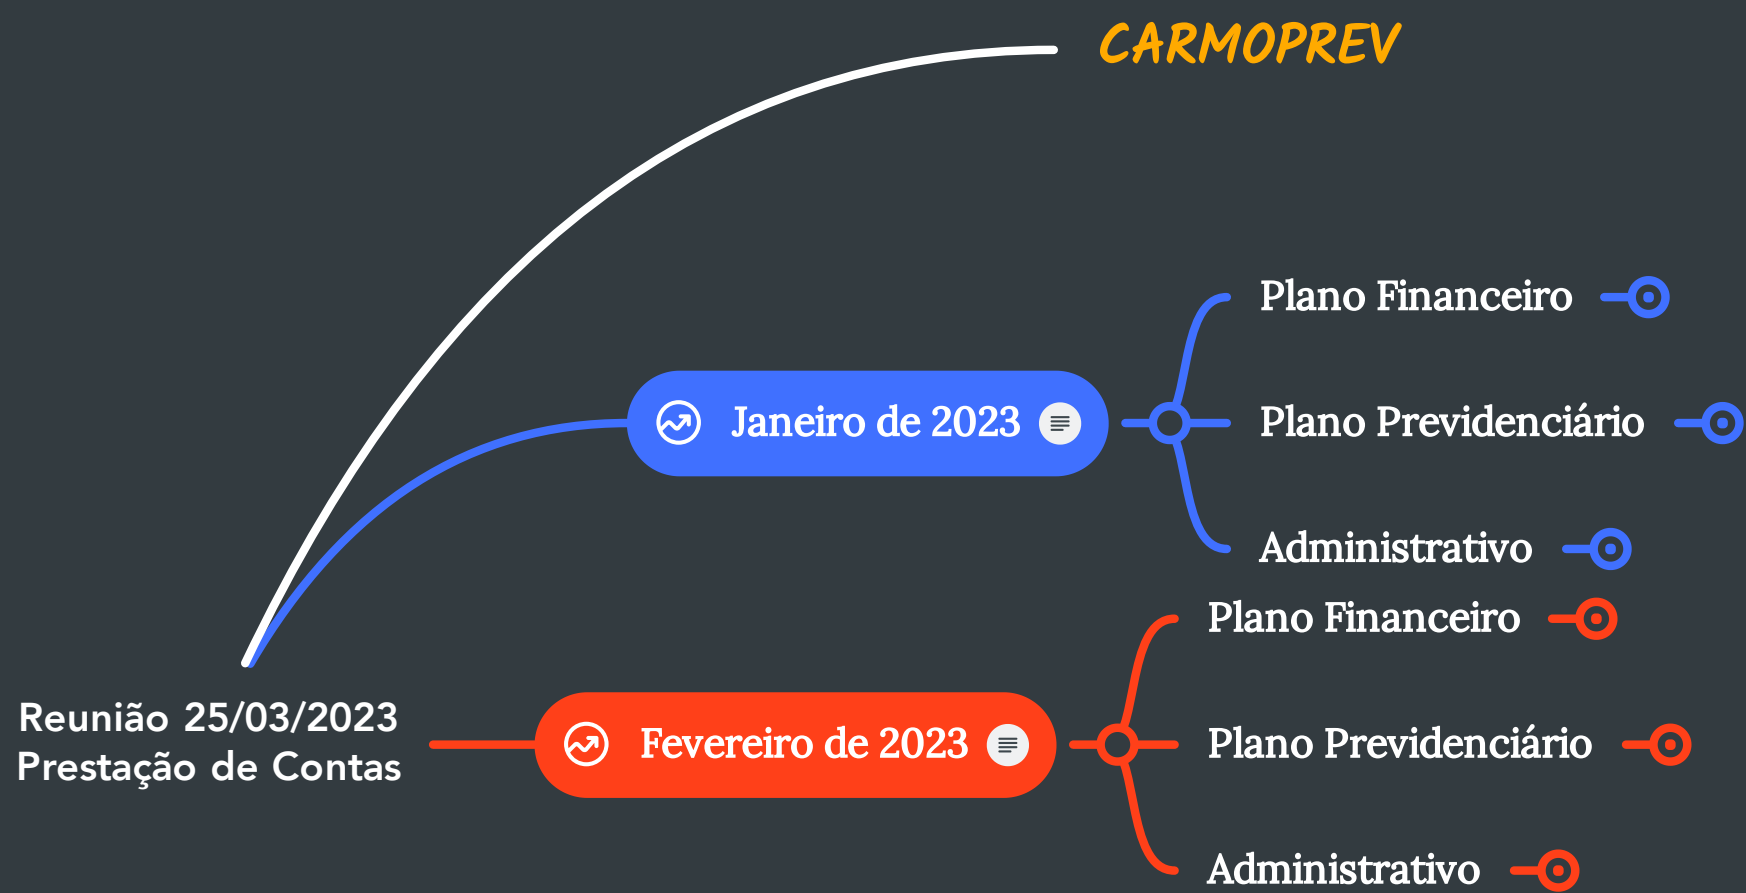 CARMOPREV
Plano Financeiro
Janeiro de 2023
Plano Previdenciário
Administrativo
Plano Financeiro
Reunião 25/03/2023
Prestação de Contas
Fevereiro de 2023
Plano Previdenciário
Administrativo